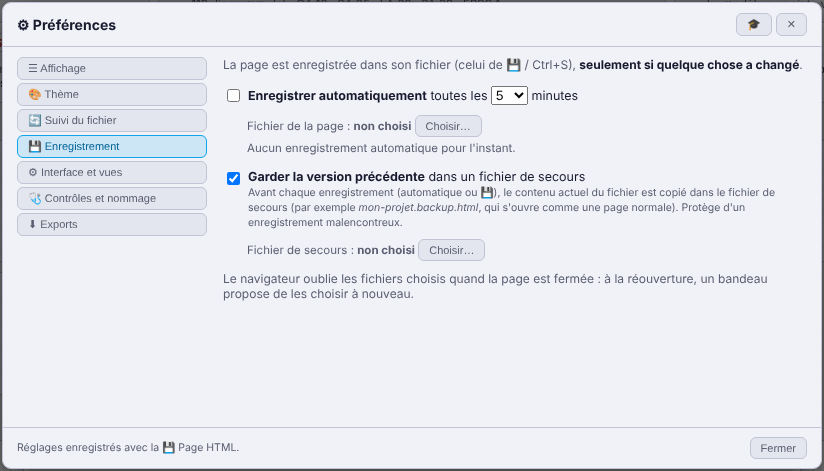 ⚙ Préférences
🎓 ×
☰ Affichage
🎨 Thème
🔄 Suivi du fichier
💾 Enregistrement
⚙ Interface et vues
🩺 Contrôles et nommage
⬇ Exports
La page est enregistrée dans son fichier (celui de 💾 / Ctrl+S), seulement si quelque chose a changé.
Enregistrer automatiquement toutes les 5 minutes
Fichier de la page : non choisi Choisir…
Aucun enregistrement automatique pour l'instant.
Garder la version précédente dans un fichier de secours
Avant chaque enregistrement (automatique ou 💾), le contenu actuel du fichier est copié dans le fichier de
secours (par exemple mon-projet.backup.html, qui s'ouvre comme une page normale). Protège d'un
enregistrement malencontreux.
Fichier de secours : non choisi Choisir…
Le navigateur oublie les fichiers choisis quand la page est fermée : à la réouverture, un bandeau
propose de les choisir à nouveau.
Réglages enregistrés avec la 💾 Page HTML.
Fermer